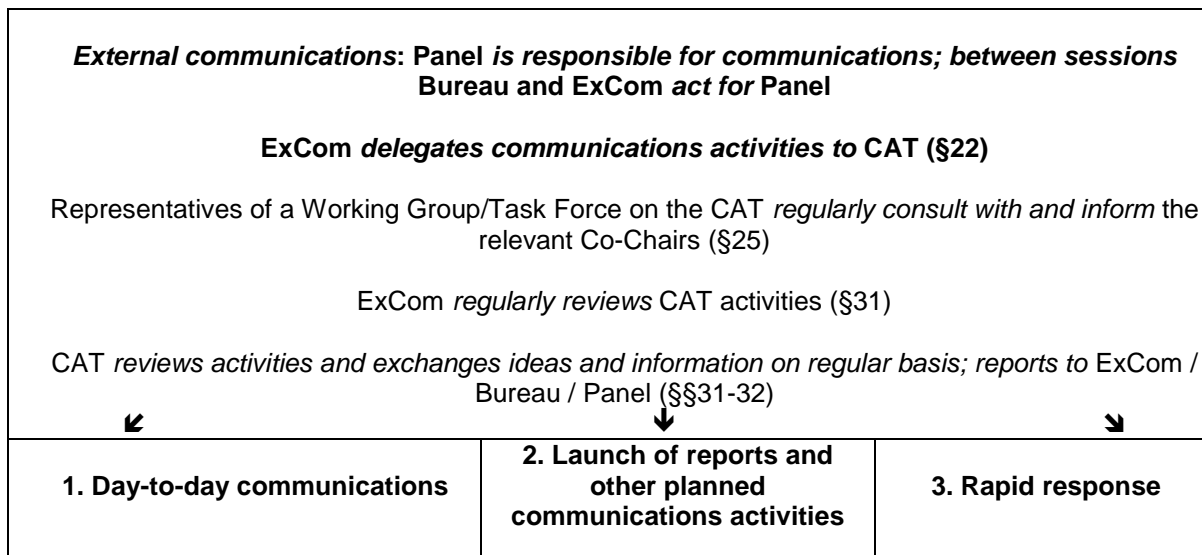 External communications: Panel is responsible for communications; between sessions
Bureau and ExCom act for Panel
ExCom delegates communications activities to CAT (§22)
Representatives of a Working Group/Task Force on the CAT regularly consult with and inform the
relevant Co-Chairs (§25)
ExCom regularly reviews CAT activities (§31)
CAT reviews activities and exchanges ideas and information on regular basis; reports to ExCom /
Bureau / Panel (§§31-32)
🡿 🡻 🡾
1. Day-to-day communications
2. Launch of reports and
other planned
communications activities
3. Rapid response